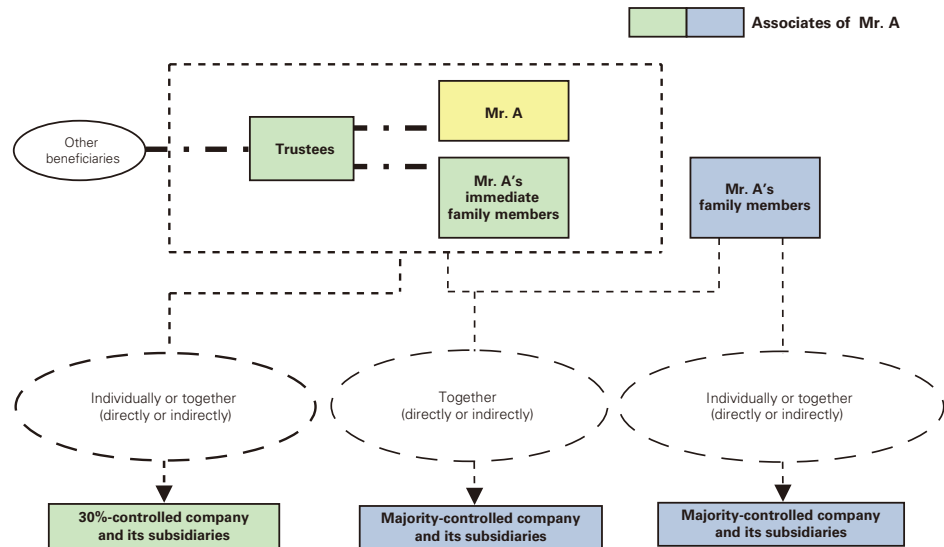 Associates of Mr. A
Other
beneficiaries
Trustees
Mr. A
Mr. A's
immediate
family members
Mr. A's
family members
Individually or together
(directly or indirectly)
Together
(directly or indirectly)
Individually or together
(directly or indirectly)
30%-controlled company
and its subsidiaries
Majority-controlled company
and its subsidiaries
Majority-controlled company
and its subsidiaries